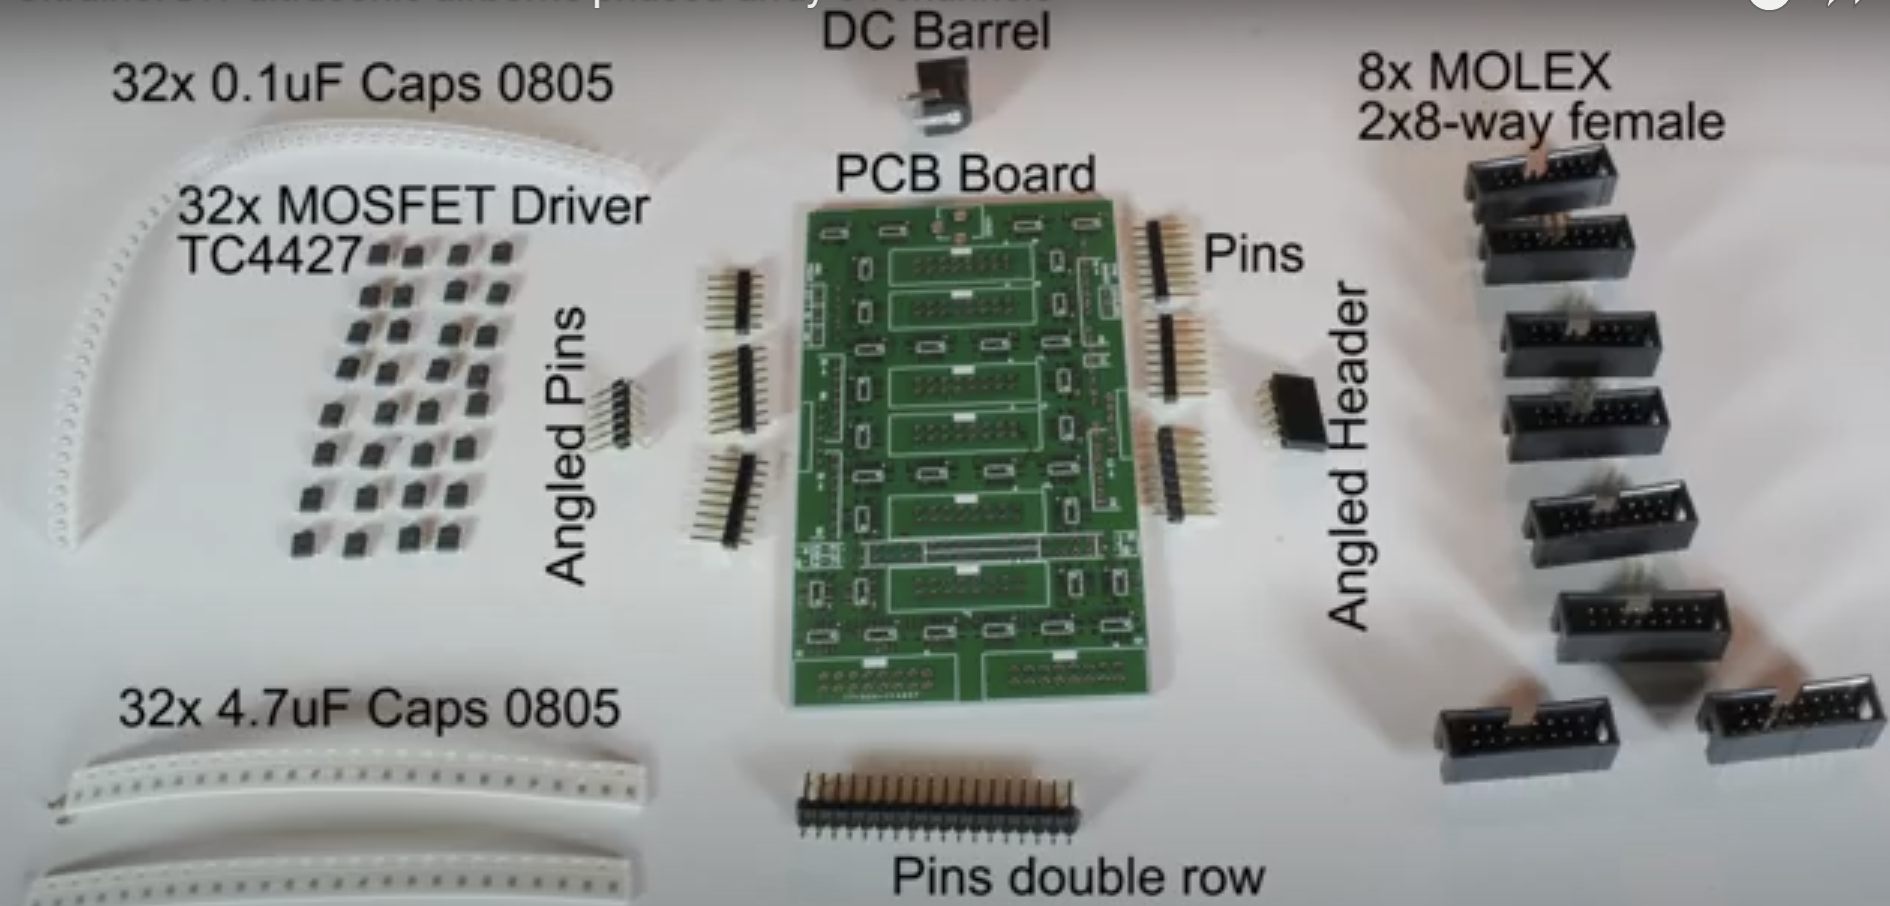 DC Barrel
32x 0.1uF Caps 0805
8x MOLEX
2x8-way female
PCB Board
32x MOSFET Driver
TC4427
Pins
Angled Pins
Angled Header
32x 4.7uF Caps 0805
Pins double row